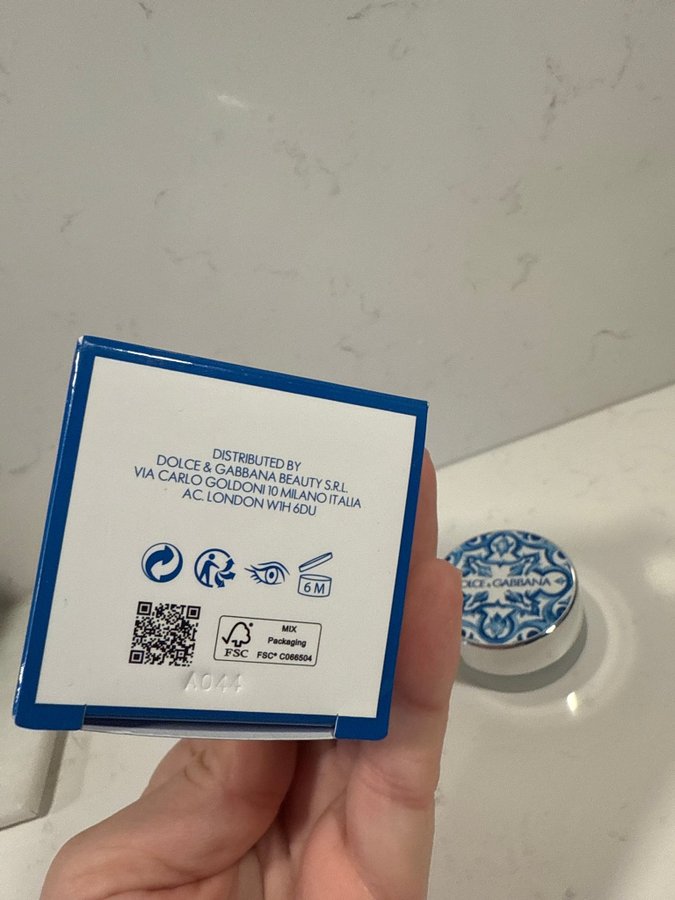 DISTRIBUTED BY
DOLCE & GABBANA BEAUTY S.R.L.
VIA CARLO GOLDONI 10 MILANO ITALIA
AC. LONDON W1H 6DU
6 M
FSC
MIX
Packaging
FSC® C066504
A044
DOLCE & GABBANA